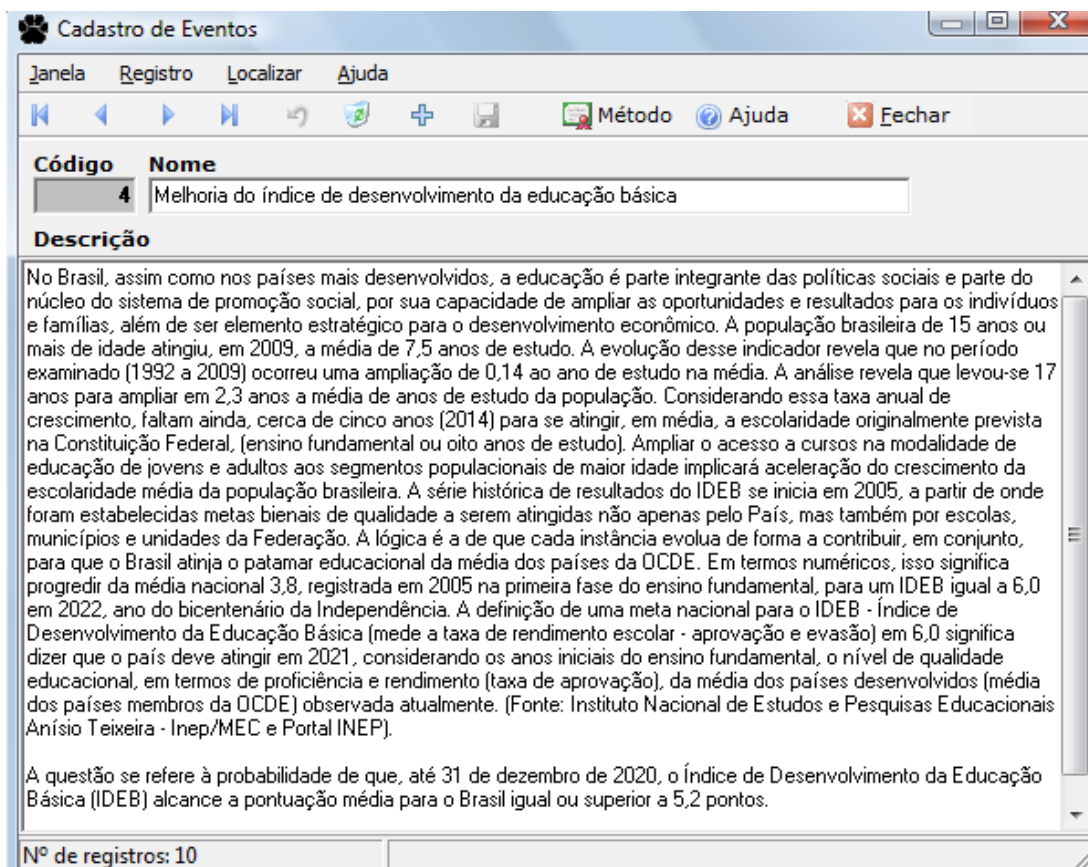 Cadastro de Eventos
Janela Registro Localizar Ajuda
Método Ajuda Fechar
Código Nome
4 Melhoria do índice de desenvolvimento da educação básica
Descrição
No Brasil, assim como nos países mais desenvolvidos, a educação é parte integrante das políticas sociais e parte do
núcleo do sistema de promoção social, por sua capacidade de ampliar as oportunidades e resultados para os indivíduos
e famílias, além de ser elemento estratégico para o desenvolvimento econômico. A população brasileira de 15 anos ou
mais de idade atingiu, em 2009, a média de 7,5 anos de estudo. A evolução desse indicador revela que no período
examinado (1992 a 2009) ocorreu uma ampliação de 0,14 ao ano de estudo na média. A análise revela que levou-se 17
anos para ampliar em 2,3 anos a média de anos de estudo da população. Considerando essa taxa anual de
crescimento, faltam ainda, cerca de cinco anos (2014) para se atingir, em média, a escolaridade originalmente prevista
na Constituição Federal, (ensino fundamental ou oito anos de estudo). Ampliar o acesso a cursos na modalidade de
educação de jovens e adultos aos segmentos populacionais de maior idade implicará aceleração do crescimento da
escolaridade média da população brasileira. A série histórica de resultados do IDEB se inicia em 2005, a partir de onde
foram estabelecidas metas bienais de qualidade a serem atingidas não apenas pelo País, mas também por escolas,
municípios e unidades da Federação. A lógica é a de que cada instância evolua de forma a contribuir, em conjunto,
para que o Brasil atinja o patamar educacional da média dos países da OCDE. Em termos numéricos, isso significa
progredir da média nacional 3,8, registrada em 2005 na primeira fase do ensino fundamental, para um IDEB igual a 6,0
em 2022, ano do bicentenário da Independência. A definição de uma meta nacional para o IDEB - Índice de
Desenvolvimento da Educação Básica (mede a taxa de rendimento escolar - aprovação e evasão) em 6,0 significa
dizer que o país deve atingir em 2021, considerando os anos iniciais do ensino fundamental, o nível de qualidade
educacional, em termos de proficiência e rendimento (taxa de aprovação), da média dos países desenvolvidos (média
dos países membros da OCDE) observada atualmente. (Fonte: Instituto Nacional de Estudos e Pesquisas Educacionais
Anísio Teixeira - Inep/MEC e Portal INEP).
A questão se refere à probabilidade de que, até 31 de dezembro de 2020, o Índice de Desenvolvimento da Educação
Básica (IDEB) alcance a pontuação média para o Brasil igual ou superior a 5,2 pontos.
Nº de registros: 10